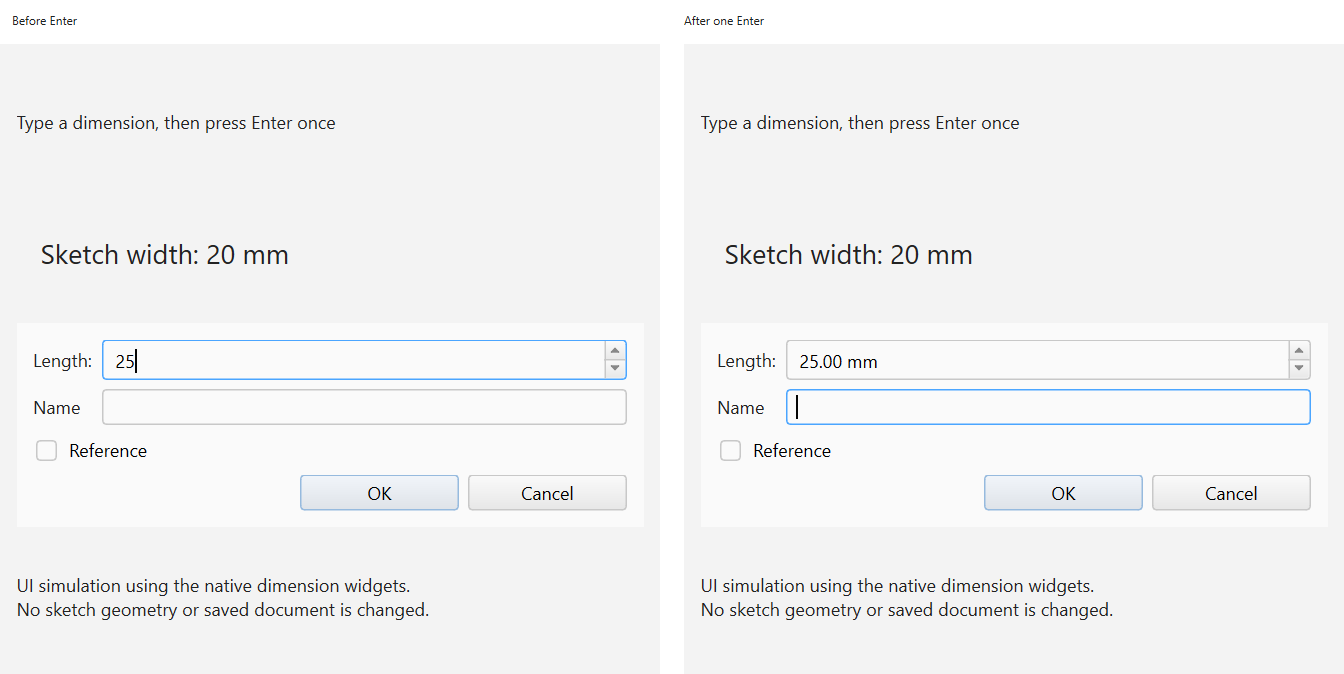 Before Enter
Type a dimension, then press Enter once
Sketch width: 20 mm
Length: 25
Name
Reference
OK Cancel
UI simulation using the native dimension widgets.
No sketch geometry or saved document is changed.
After one Enter
Type a dimension, then press Enter once
Sketch width: 20 mm
Length: 25.00 mm
Name
Reference
OK Cancel
UI simulation using the native dimension widgets.
No sketch geometry or saved document is changed.